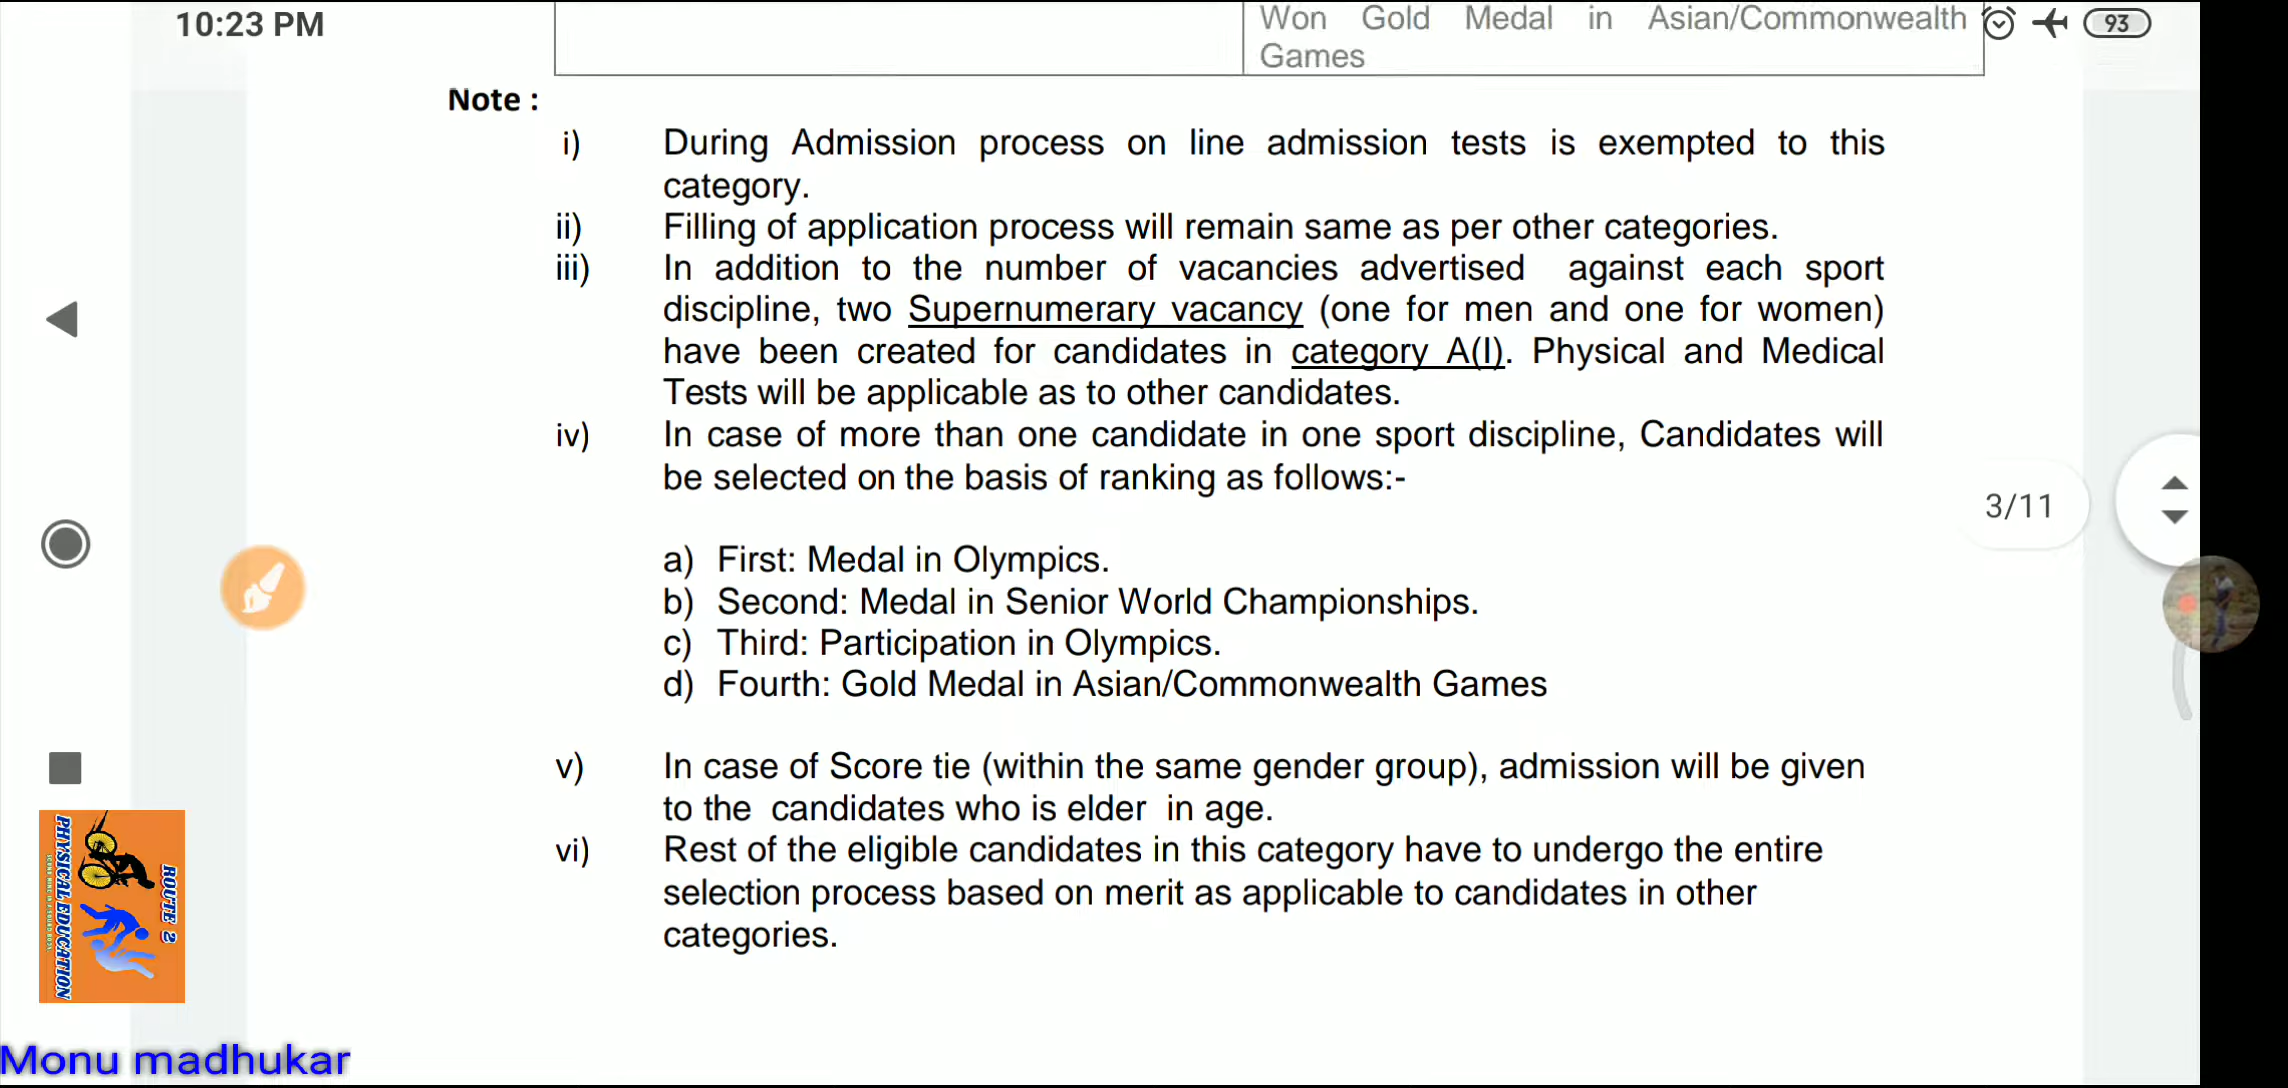 10:23 PM
Won Gold Medal in Asian/Commonwealth
93
Games
Note :
i) During Admission process on line admission tests is exempted to this
category.
ii) Filling of application process will remain same as per other categories.
iii) In addition to the number of vacancies advertised against each sport
discipline, two Supernumerary vacancy (one for men and one for women)
have been created for candidates in category A(I). Physical and Medical
Tests will be applicable as to other candidates.
iv) In case of more than one candidate in one sport discipline, Candidates will
be selected on the basis of ranking as follows:-
3/11
a) First: Medal in Olympics.
b) Second: Medal in Senior World Championships.
c) Third: Participation in Olympics.
d) Fourth: Gold Medal in Asian/Commonwealth Games
v) In case of Score tie (within the same gender group), admission will be given
to the candidates who is elder in age.
vi) Rest of the eligible candidates in this category have to undergo the entire
selection process based on merit as applicable to candidates in other
categories.
ROUTE 2
PHYSICAL EDUCATION
Monu madhukar